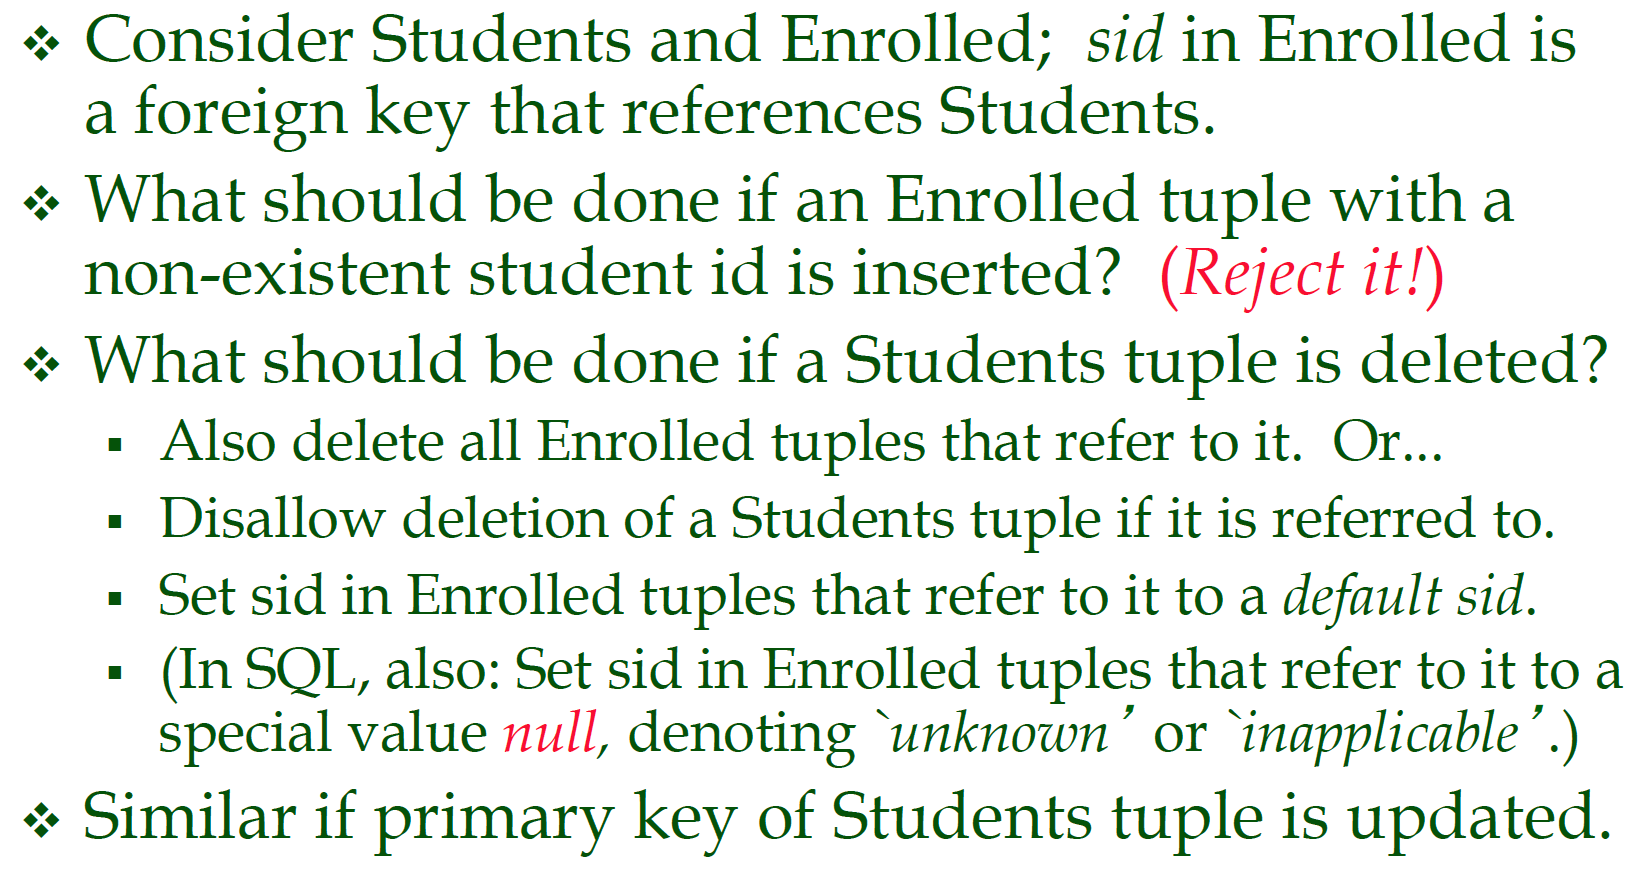 ❖ Consider Students and Enrolled; sid in Enrolled is
a foreign key that references Students.
❖ What should be done if an Enrolled tuple with a
non-existent student id is inserted? (Reject it!)
❖ What should be done if a Students tuple is deleted?
▪ Also delete all Enrolled tuples that refer to it. Or...
▪ Disallow deletion of a Students tuple if it is referred to.
▪ Set sid in Enrolled tuples that refer to it to a default sid.
▪ (In SQL, also: Set sid in Enrolled tuples that refer to it to a
special value null, denoting `unknown’ or `inapplicable’.)
❖ Similar if primary key of Students tuple is updated.